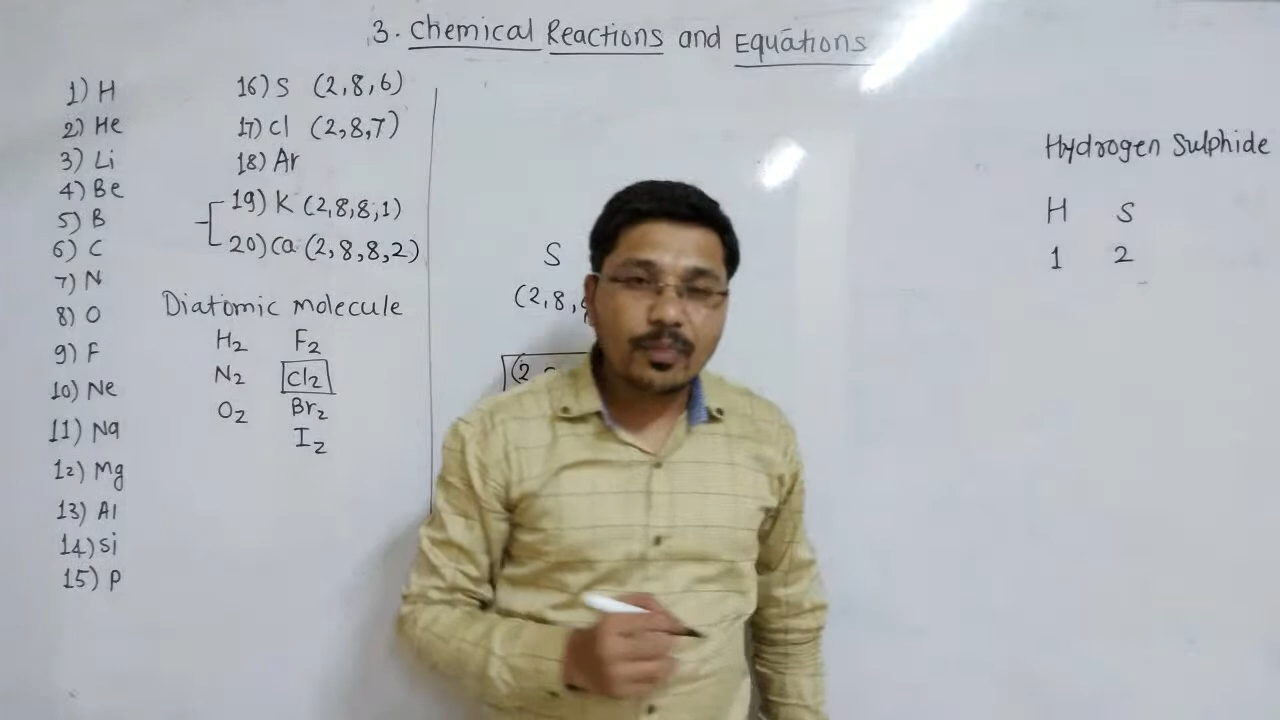 3. Chemical Reactions and Equations
1) H
2) He
3) Li
4) Be
5) B
6) C
7) N
8) O
9) F
10) Ne
11) Na
12) Mg
13) Al
14) Si
15) P
16) S (2,8,6)
17) Cl (2,8,7)
18) Ar
19) K (2,8,8,1)
20) Ca (2,8,8,2)
Diatomic molecule
H2 F2
N2 Cl2
O2 Br2
I2
S
(2,8,
(2
Hydrogen Sulphide
H S
1 2